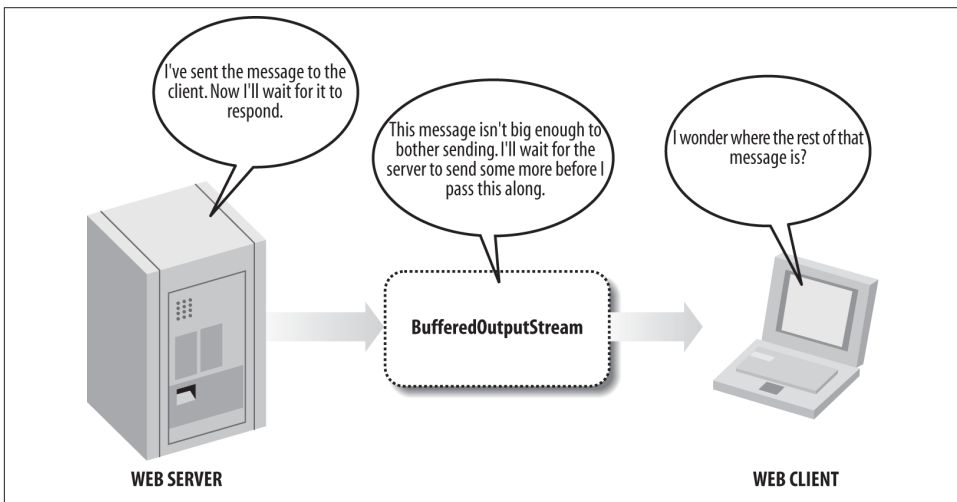 I've sent the message to the
client. Now I'll wait for it to
respond.
This message isn't big enough to
bother sending. I'll wait for the
server to send some more before I
pass this along.
I wonder where the rest of that
message is?
BufferedOutputStream
WEB SERVER
WEB CLIENT